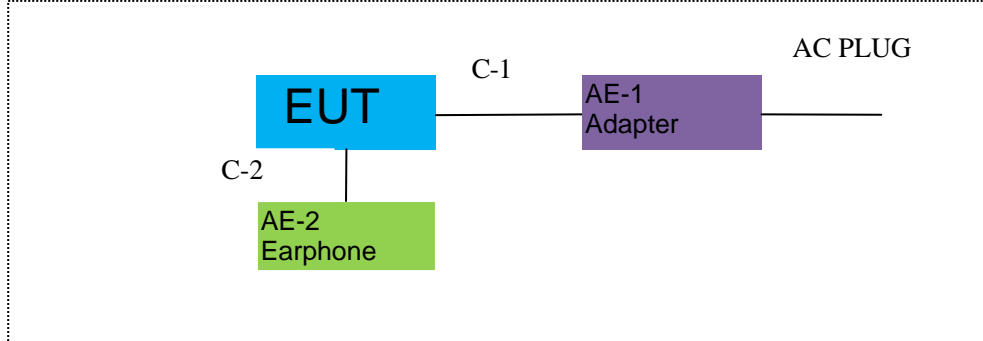 AC PLUG
C-1
EUT
AE-1
Adapter
C-2
AE-2
Earphone